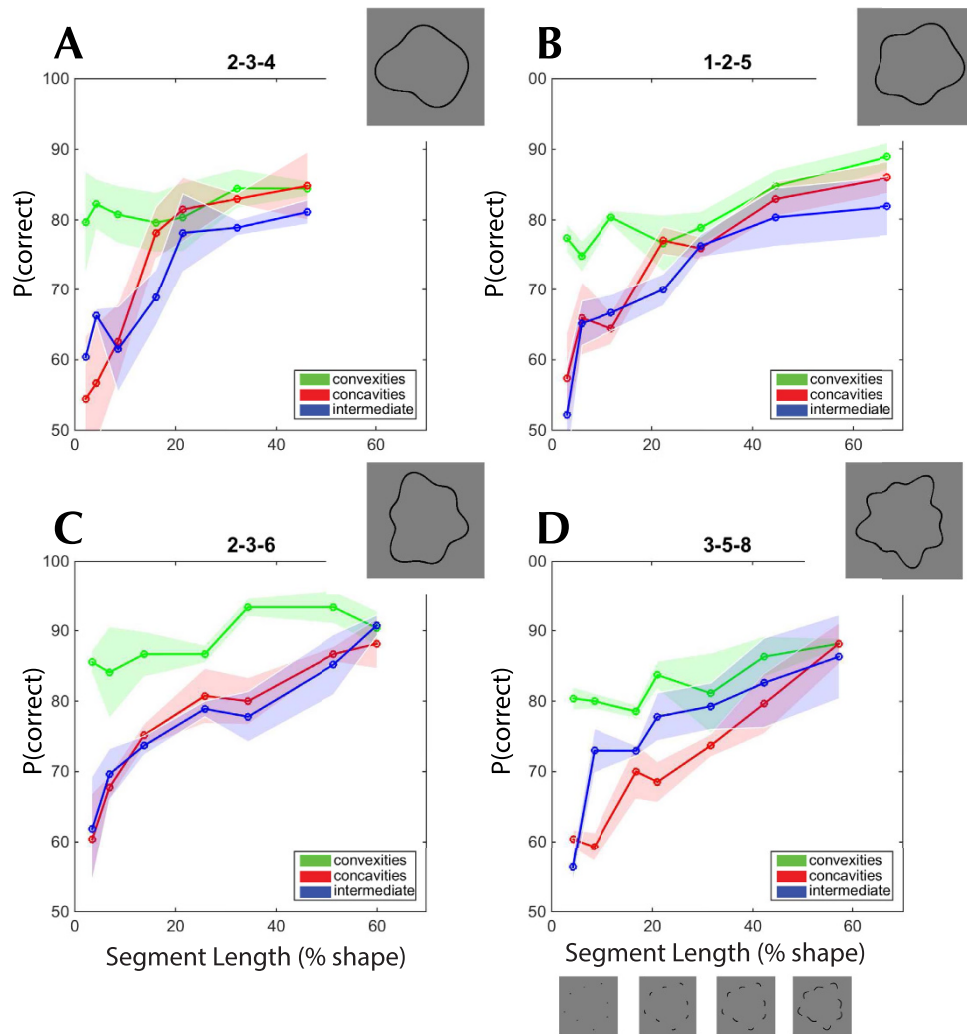 A
2-3-4
100
90
80
70
60
50
0
20
40
60
P(correct)
convexities
concavities
intermediate
B
1-2-5
00
90
80
70
60
50
0
20
40
60
P(correct)
convexities
concavities
intermediate
C
2-3-6
100
90
80
70
60
50
0
20
40
60
P(correct)
convexities
concavities
intermediate
Segment Length (% shape)
D
3-5-8
00
90
80
70
60
50
0
20
40
60
P(correct)
convexities
concavities
intermediate
Segment Length (% shape)